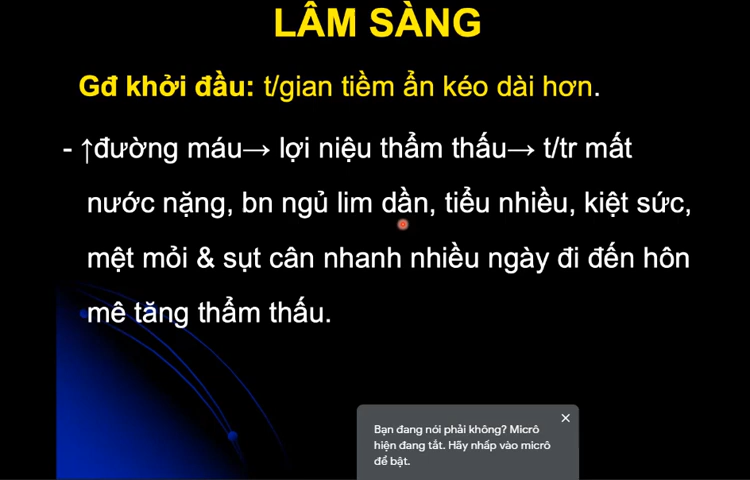 LÂM SÀNG
Gđ khởi đầu: t/gian tiềm ẩn kéo dài hơn.
- ↑đường máu→ lợi niệu thẩm thấu→ t/tr mất
nước nặng, bn ngủ lim dần, tiểu nhiều, kiệt sức,
mệt mỏi & sụt cân nhanh nhiều ngày đi đến hôn
mê tăng thẩm thấu.
Bạn đang nói phải không? Micrô
hiện đang tắt. Hãy nhấp vào micrô
để bật.